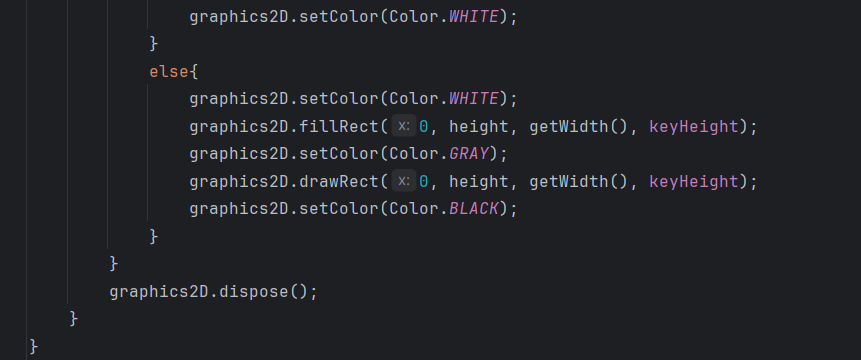 graphics2D.setColor(Color.WHITE);
}
else{
graphics2D.setColor(Color.WHITE);
graphics2D.fillRect( x: 0, height, getWidth(), keyHeight);
graphics2D.setColor(Color.GRAY);
graphics2D.drawRect( x: 0, height, getWidth(), keyHeight);
graphics2D.setColor(Color.BLACK);
}
}
graphics2D.dispose();
}
}